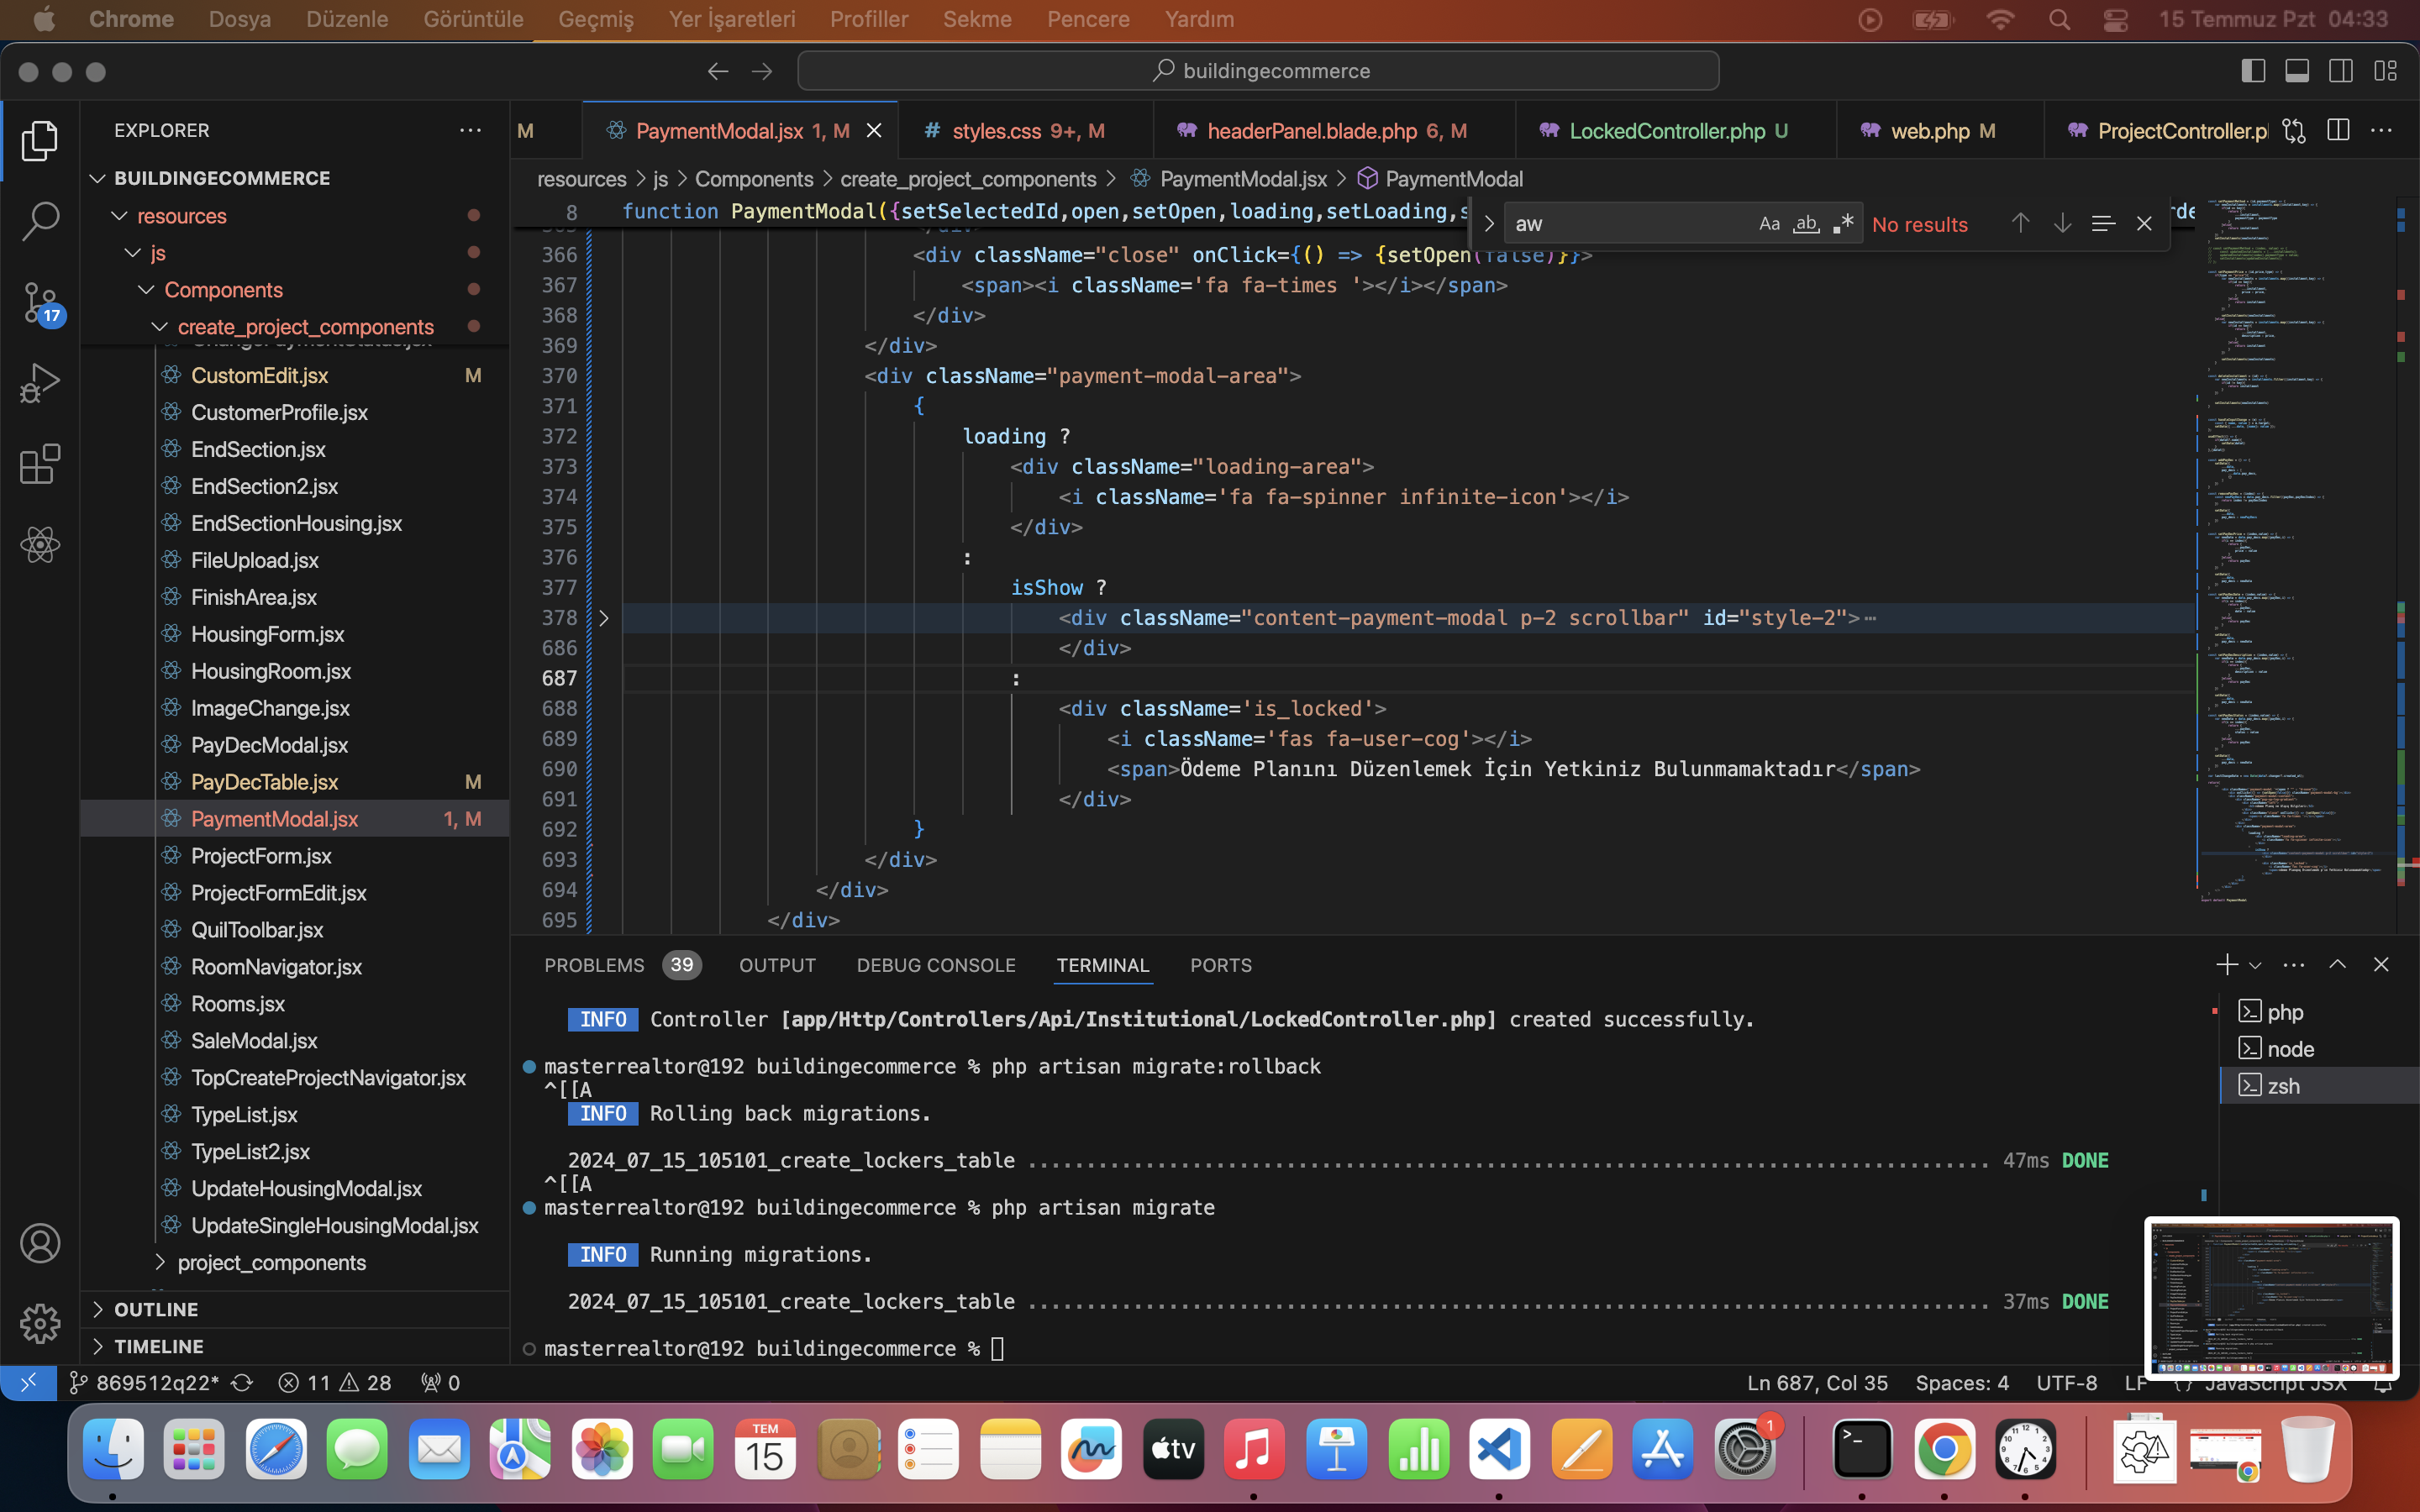 Chrome Dosya Düzenle Görüntüle Geçmiş Yer İşaretleri Profiller Sekme Pencere Yardım 15 Temmuz Pzt 04:33
buildingecommerce
EXPLORER
BUILDINGECOMMERCE
resources
js
Components
create_project_components
CustomEdit.jsx M
CustomerProfile.jsx
EndSection.jsx
EndSection2.jsx
EndSectionHousing.jsx
FileUpload.jsx
FinishArea.jsx
HousingForm.jsx
HousingRoom.jsx
ImageChange.jsx
PayDecModal.jsx
PayDecTable.jsx M
PaymentModal.jsx 1, M
ProjectForm.jsx
ProjectFormEdit.jsx
QuilToolbar.jsx
RoomNavigator.jsx
Rooms.jsx
SaleModal.jsx
TopCreateProjectNavigator.jsx
TypeList.jsx
TypeList2.jsx
UpdateHousingModal.jsx
UpdateSingleHousingModal.jsx
project_components
OUTLINE
TIMELINE
17
M PaymentModal.jsx 1, M styles.css 9+, M headerPanel.blade.php 6, M LockedController.php U web.php M ProjectController.p
resources > js > Components > create_project_components > PaymentModal.jsx > PaymentModal
8 function PaymentModal({setSelectedId,open,setOpen,loading,setLoading,s
aw Aa ab No results
366 <div className="close" onClick={() => {setOpen(false)}}>
367 <span><i className='fa fa-times '></i></span>
368 </div>
369 </div>
370 <div className="payment-modal-area">
371 {
372 loading ?
373 <div className="loading-area">
374 <i className='fa fa-spinner infinite-icon'></i>
375 </div>
376 :
377 isShow ?
378 <div className="content-payment-modal p-2 scrollbar" id="style-2">⋯
686 </div>
687 :
688 <div className='is_locked'>
689 <i className='fas fa-user-cog'></i>
690 <span>Ödeme Planını Düzenlemek İçin Yetkiniz Bulunmamaktadır</span>
691 </div>
692 }
693 </div>
694 </div>
695 </div>
PROBLEMS 39 OUTPUT DEBUG CONSOLE TERMINAL PORTS
INFO Controller [app/Http/Controllers/Api/Institutional/LockedController.php] created successfully.
masterrealtor@192 buildingecommerce % php artisan migrate:rollback
^[[A
INFO Rolling back migrations.
2024_07_15_105101_create_lockers_table ................................................................................ 47ms DONE
^[[A
masterrealtor@192 buildingecommerce % php artisan migrate
INFO Running migrations.
2024_07_15_105101_create_lockers_table ................................................................................ 37ms DONE
masterrealtor@192 buildingecommerce %
php
node
zsh
869512q22* 11 28 0 Ln 687, Col 35 Spaces: 4 UTF-8 LF {} JavaScript JSX
TEM
15
tv
1